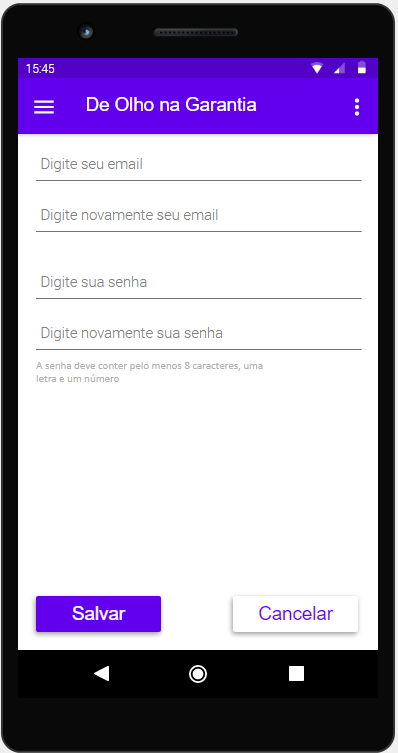 15:45
De Olho na Garantia
Digite seu email
Digite novamente seu email
Digite sua senha
Digite novamente sua senha
A senha deve conter pelo menos 8 caracteres, uma
letra e um número
Salvar
Cancelar